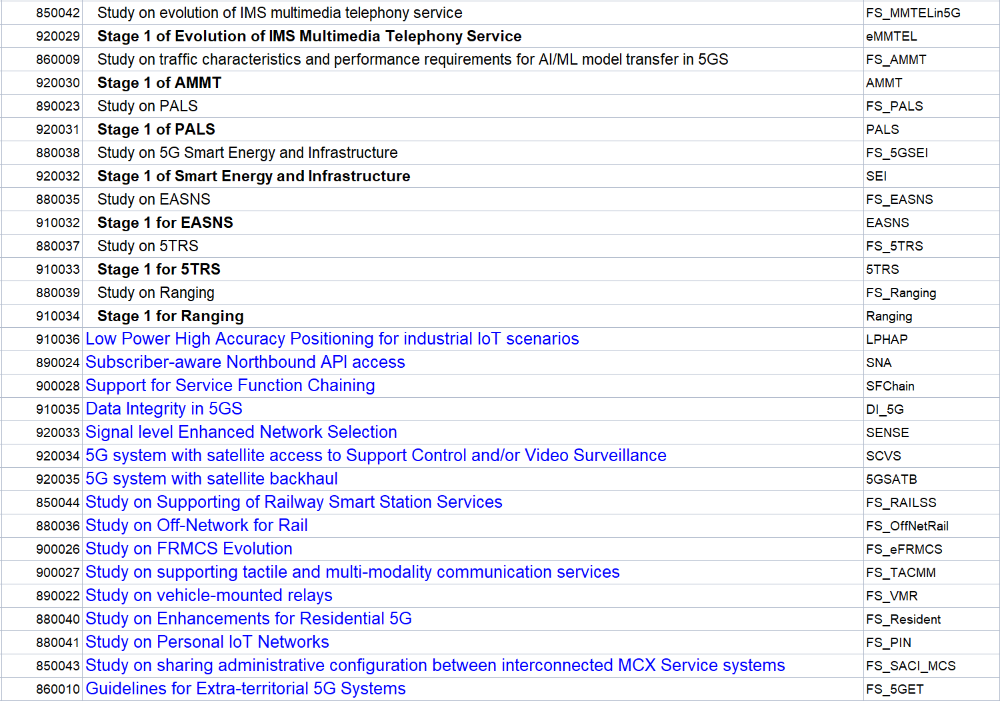 850042 Study on evolution of IMS multimedia telephony service FS_MMTELin5G
920029 Stage 1 of Evolution of IMS Multimedia Telephony Service eMMTEL
860009 Study on traffic characteristics and performance requirements for AI/ML model transfer in 5GS FS_AMMT
920030 Stage 1 of AMMT AMMT
890023 Study on PALS FS_PALS
920031 Stage 1 of PALS PALS
880038 Study on 5G Smart Energy and Infrastructure FS_5GSEI
920032 Stage 1 of Smart Energy and Infrastructure SEI
880035 Study on EASNS FS_EASNS
910032 Stage 1 for EASNS EASNS
880037 Study on 5TRS FS_5TRS
910033 Stage 1 for 5TRS 5TRS
880039 Study on Ranging FS_Ranging
910034 Stage 1 for Ranging Ranging
910036 Low Power High Accuracy Positioning for industrial IoT scenarios LPHAP
890024 Subscriber-aware Northbound API access SNA
900028 Support for Service Function Chaining SFChain
910035 Data Integrity in 5GS DI_5G
920033 Signal level Enhanced Network Selection SENSE
920034 5G system with satellite access to Support Control and/or Video Surveillance SCVS
920035 5G system with satellite backhaul 5GSATB
850044 Study on Supporting of Railway Smart Station Services FS_RAILSS
880036 Study on Off-Network for Rail FS_OffNetRail
900026 Study on FRMCS Evolution FS_eFRMCS
900027 Study on supporting tactile and multi-modality communication services FS_TACMM
890022 Study on vehicle-mounted relays FS_VMR
880040 Study on Enhancements for Residential 5G FS_Resident
880041 Study on Personal IoT Networks FS_PIN
850043 Study on sharing administrative configuration between interconnected MCX Service systems FS_SACI_MCS
860010 Guidelines for Extra-territorial 5G Systems FS_5GET